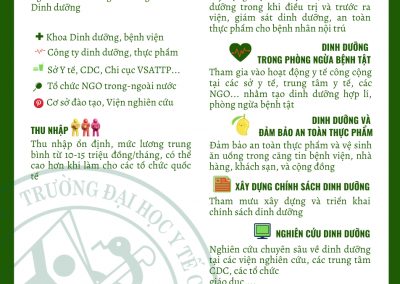 Dinh dưỡng
Khoa Dinh dưỡng, bệnh viện
Công ty dinh dưỡng, thực phẩm
Sở Y tế, CDC, Chi cục VSATTP...
Tổ chức NGO trong-ngoài nước
Cơ sở đào tạo, Viện nghiên cứu
THU NHẬP
Thu nhập ổn định, mức lương trung
bình từ 10-15 triệu đồng/tháng, có thể
cao hơn khi làm cho các tổ chức quốc
tế
TRƯỜNG ĐẠI HỌC Y TẾ C
dưỡng trong khi điều trị và trước ra
viện, giám sát dinh dưỡng, an toàn
thực phẩm cho bệnh nhân nội trú
DINH DƯỠNG
TRONG PHÒNG NGỪA BỆNH TẬT
Tham gia vào hoạt động y tế công cộng
tại các sở y tế, trung tâm y tế, các
NGO... nhằm tạo dinh dưỡng hợp lí,
phòng ngừa bệnh tật
DINH DƯỠNG VÀ
ĐẢM BẢO AN TOÀN THỰC PHẨM
Đảm bảo an toàn thực phẩm và vệ sinh
ăn uống trong căng tin bệnh viện, nhà
hàng, khách sạn, và cộng đồng
XÂY DỰNG CHÍNH SÁCH DINH DƯỠNG
Tham mưu xây dựng và triển khai
chính sách dinh dưỡng
NGHIÊN CỨU DINH DƯỠNG
Nghiên cứu chuyên sâu về dinh dưỡng
tại các viện nghiên cứu, các trung tâm
CDC, các tổ chức
giáo dục ....